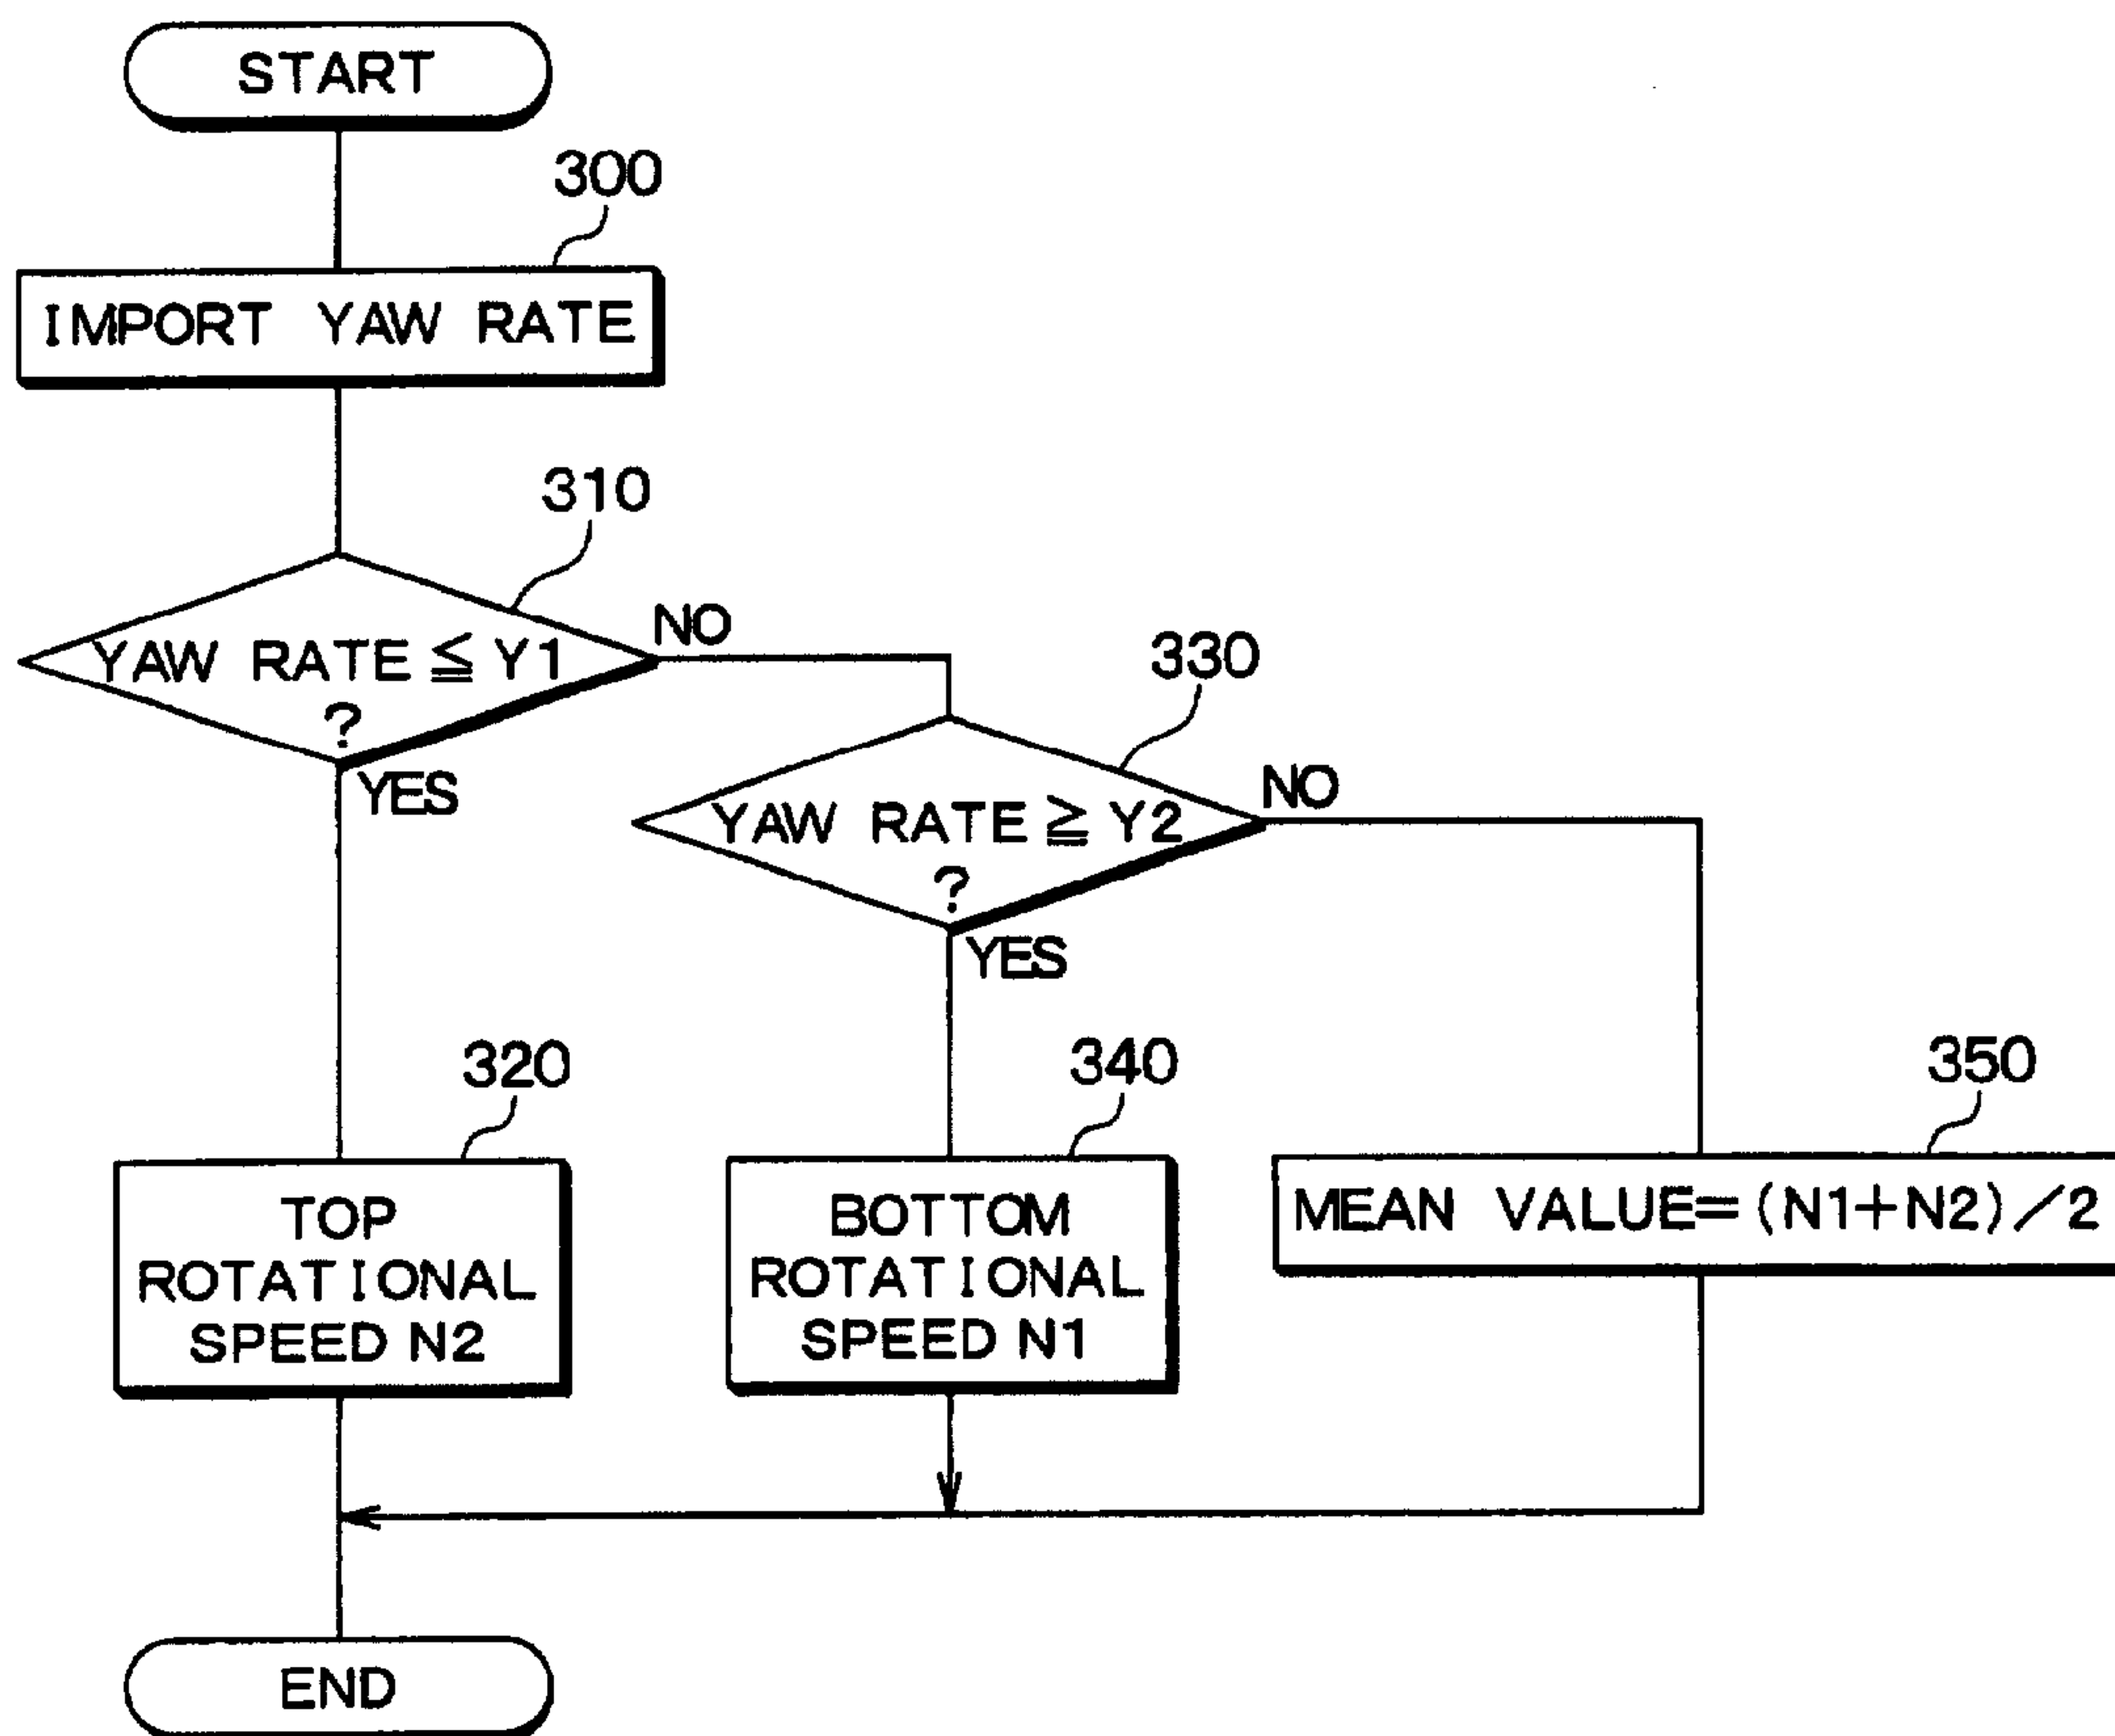 START
300
IMPORT YAW RATE
310
YAW RATE ≦ Y1
?
NO
YES
330
YAW RATE ≧ Y2
?
NO
YES
320
TOP
ROTATIONAL
SPEED N2
340
BOTTOM
ROTATIONAL
SPEED N1
350
MEAN VALUE=(N1+N2)/2
END